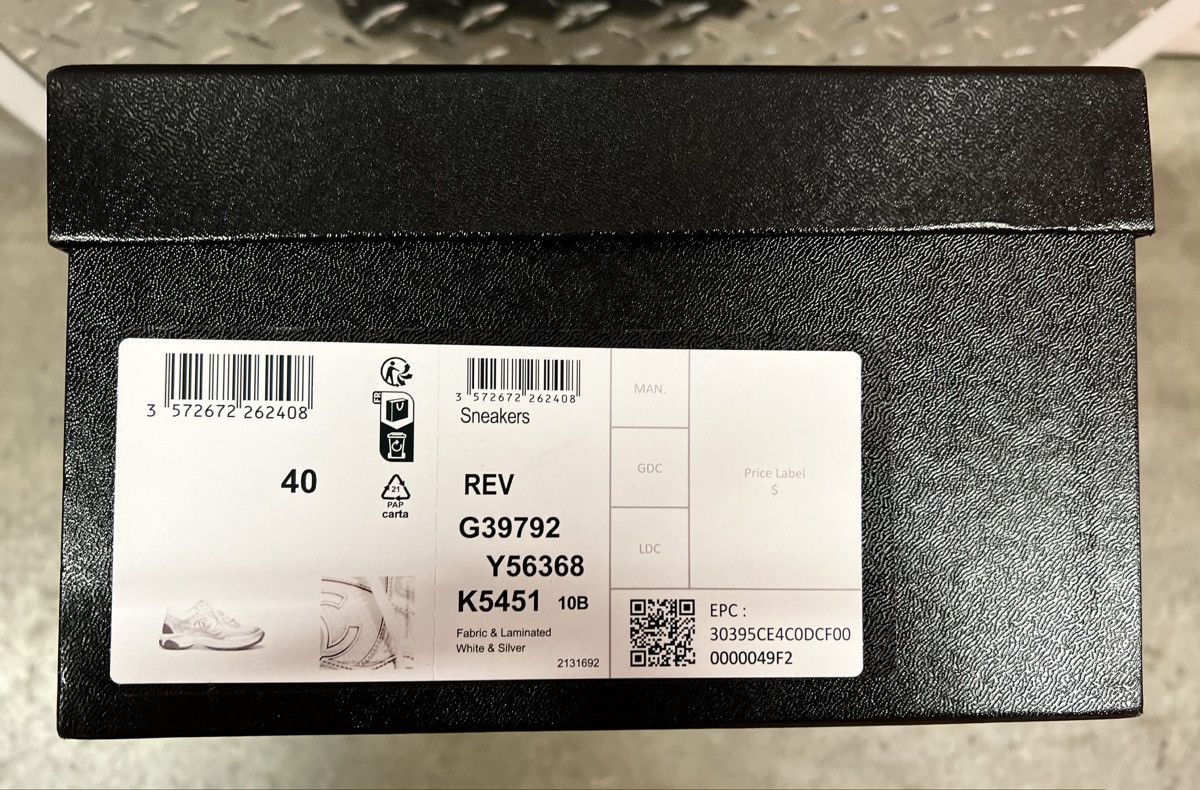 3 572672 262408
40
21
PAP
carta
3 572672 262408
Sneakers
REV
G39792
Y56368
K5451 10B
Fabric & Laminated
White & Silver
2131692
MAN.
GDC
LDC
Price Label
$
EPC :
30395CE4C0DCF00
0000049F2